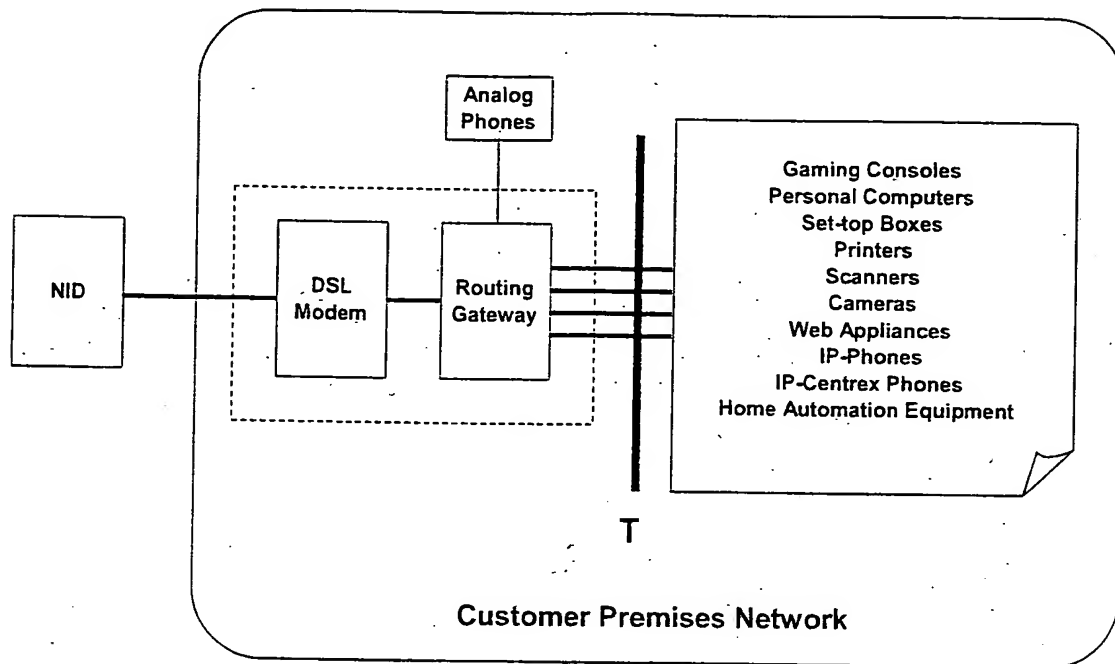 Analog
Phones
NID
DSL
Modem
Routing
Gateway
Gaming Consoles
Personal Computers
Set-top Boxes
Printers
Scanners
Cameras
Web Appliances
IP-Phones
IP-Centrex Phones
Home Automation Equipment
T
Customer Premises Network